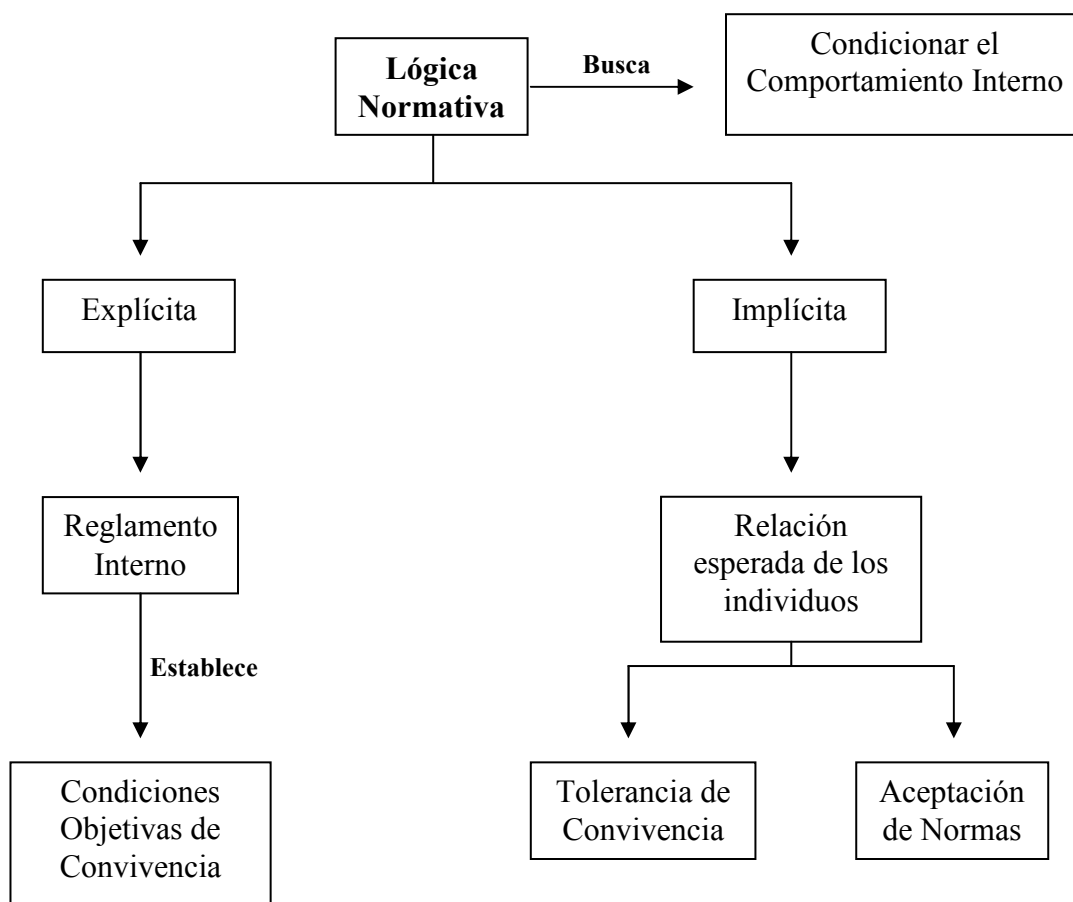 Lógica
Normativa
Busca
Condicionar el
Comportamiento Interno
Explícita
Implícita
Reglamento
Interno
Relación
esperada de los
individuos
Establece
Condiciones
Objetivas de
Convivencia
Tolerancia de
Convivencia
Aceptación
de Normas